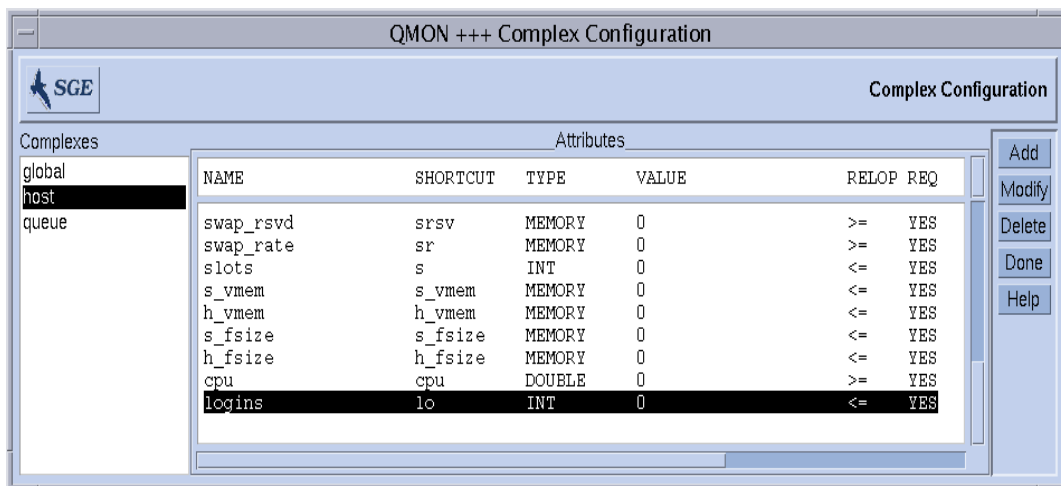 QMON +++ Complex Configuration
SGE
Complex Configuration
Complexes
global
host
queue
Attributes
NAME SHORTCUT TYPE VALUE RELOP REQ
swap_rsvd srsv MEMORY 0 >= YES
swap_rate sr MEMORY 0 >= YES
slots s INT 0 <= YES
s_vmem s_vmem MEMORY 0 <= YES
h_vmem h_vmem MEMORY 0 <= YES
s_fsize s_fsize MEMORY 0 <= YES
h_fsize h_fsize MEMORY 0 <= YES
cpu cpu DOUBLE 0 >= YES
logins lo INT 0 <= YES
Add
Modify
Delete
Done
Help